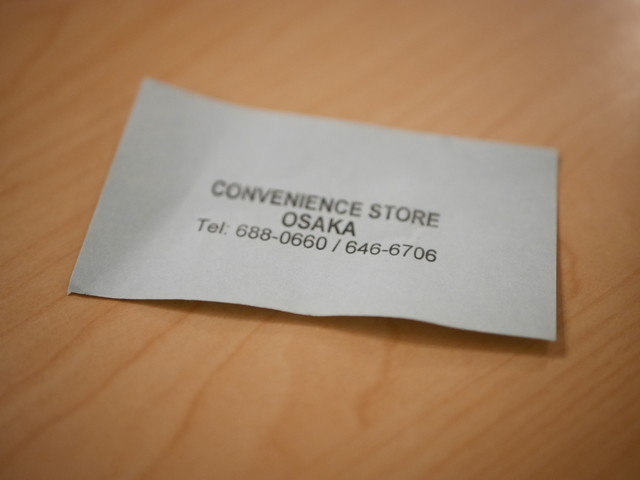 CONVENIENCE STORE
OSAKA
Tel: 688-0660 / 646-6706